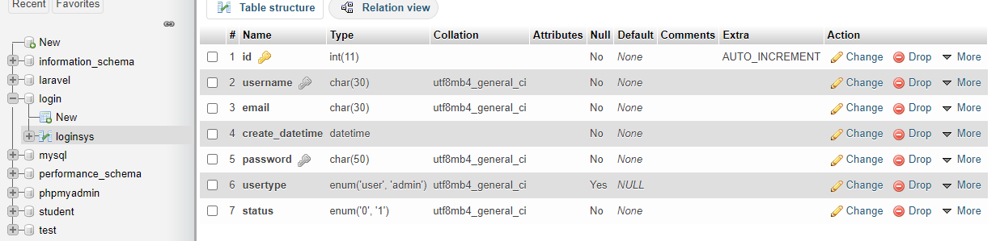 Recent Favorites
New
information_schema
laravel
login
New
loginsys
mysql
performance_schema
phpmyadmin
student
test
Table structure Relation view
# Name Type Collation Attributes Null Default Comments Extra Action
1 id int(11) No None AUTO_INCREMENT Change Drop More
2 username char(30) utf8mb4_general_ci No None Change Drop More
3 email char(30) utf8mb4_general_ci No None Change Drop More
4 create_datetime datetime No None Change Drop More
5 password char(50) utf8mb4_general_ci No None Change Drop More
6 usertype enum('user', 'admin') utf8mb4_general_ci Yes NULL Change Drop More
7 status enum('0', '1') utf8mb4_general_ci No None Change Drop More